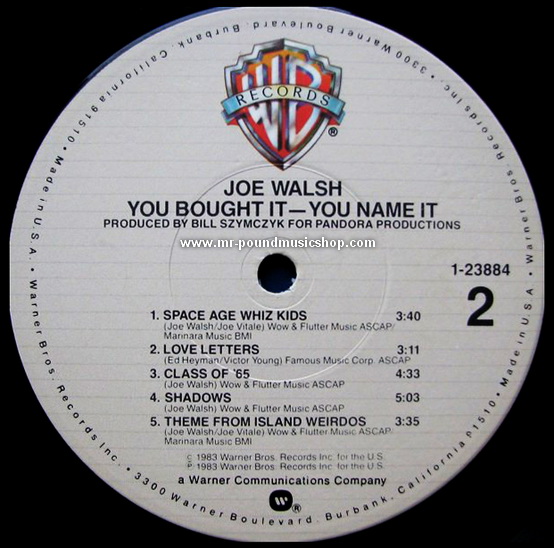 WB
RECORDS
®
JOE WALSH
YOU BOUGHT IT—YOU NAME IT
PRODUCED BY BILL SZYMCZYK FOR PANDORA PRODUCTIONS
www.mr-poundmusicshop.com
1-23884
2
1. SPACE AGE WHIZ KIDS 3:40
(Joe Walsh/Joe Vitale) Wow & Flutter Music ASCAP/
Marinara Music BMI
2. LOVE LETTERS 3:11
(Ed Heyman/Victor Young) Famous Music Corp. ASCAP
3. CLASS OF '65 4:33
(Joe Walsh) Wow & Flutter Music ASCAP
4. SHADOWS 5:03
(Joe Walsh) Wow & Flutter Music ASCAP
5. THEME FROM ISLAND WEIRDOS 3:35
(Joe Walsh/Joe Vitale) Wow & Flutter Music ASCAP/
Marinara Music BMI
© 1983 Warner Bros. Records Inc. for the U.S.
℗ 1983 Warner Bros. Records Inc. for the U.S.
a Warner Communications Company
®
• 3300 Warner Boulevard, Burbank, California 91510 • Made in U.S.A. • Warner Bros. Records Inc. • 3300 Warner Boulevard, Burbank, California 91510 • Made in U.S.A. • Warner Bros. Records Inc.